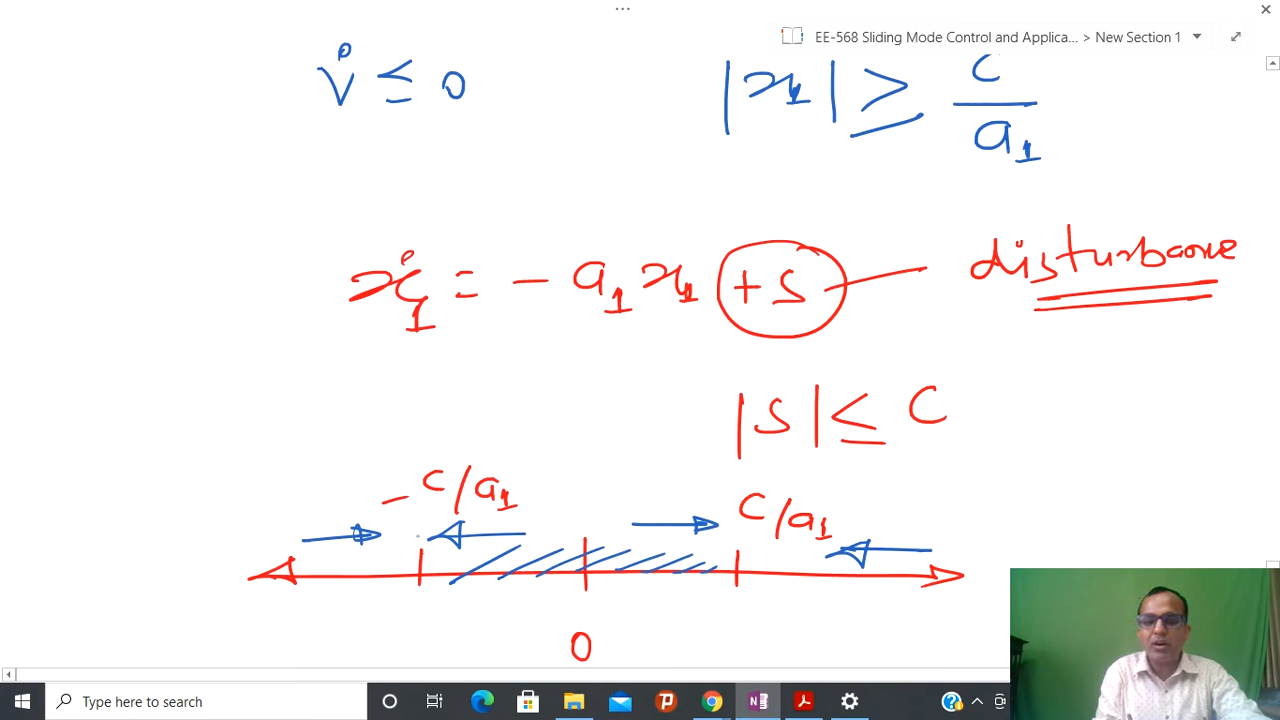 ...
EE-568 Sliding Mode Control and Applica... > New Section 1
V̇ ≤ 0
|x₁| ≥ c/a₁
ẋ₁ = - a₁x₁ + s
disturbance
|s| ≤ C
- c/a₁
C/a₁
0
Type here to search